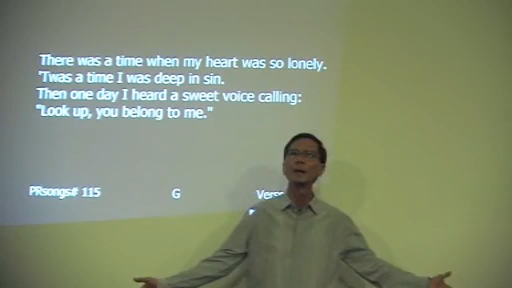 There was a time when my heart was so lonely.
'Twas a time I was deep in sin.
Then one day I heard a sweet voice calling:
"Look up, you belong to me."
PRsongs# 115 G